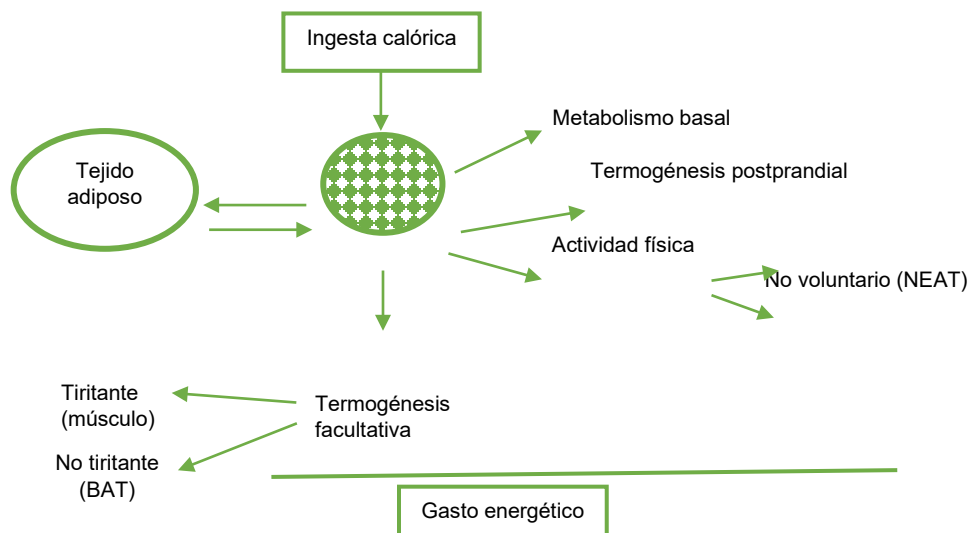 Ingesta calórica
Metabolismo basal
Tejido
adiposo
Termogénesis postprandial
Actividad física
No voluntario (NEAT)
Tiritante
(músculo)
Termogénesis
facultativa
No tiritante
(BAT)
Gasto energético